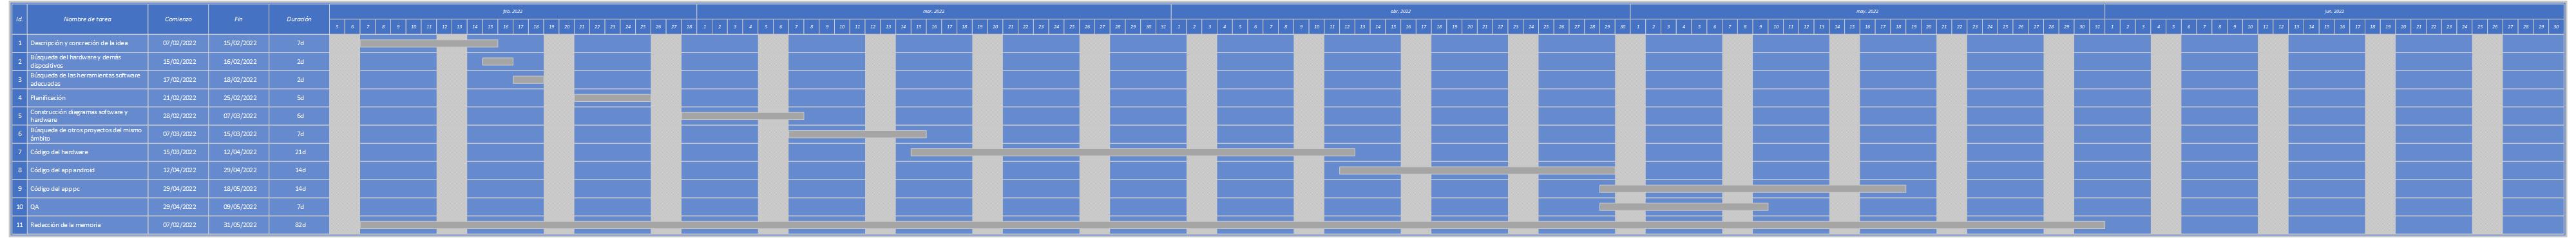 Id. Nombre de tarea Comienzo Fin Duración
feb. 2022 mar. 2022 abr. 2022 may. 2022 jun. 2022
5 6 7 8 9 10 11 12 13 14 15 16 17 18 19 20 21 22 23 24 25 26 27 28 1 2 3 4 5 6 7 8 9 10 11 12 13 14 15 16 17 18 19 20 21 22 23 24 25 26 27 28 29 30 31 1 2 3 4 5 6 7 8 9 10 11 12 13 14 15 16 17 18 19 20 21 22 23 24 25 26 27 28 29 30 1 2 3 4 5 6 7 8 9 10 11 12 13 14 15 16 17 18 19 20 21 22 23 24 25 26 27 28 29 30 31 1 2 3 4 5 6 7 8 9 10 11 12 13 14 15 16 17 18 19 20 21 22 23 24 25 26 27 28 29 30
1 Descripción y concreción de la idea 07/02/2022 15/02/2022 7d
2 Búsqueda del hardware y demás
dispositivos 15/02/2022 16/02/2022 2d
3 Búsqueda de las herramientas software
adecuadas 17/02/2022 18/02/2022 2d
4 Planificación 21/02/2022 25/02/2022 5d
5 Construcción diagramas software y
hardware 28/02/2022 07/03/2022 6d
6 Búsqueda de otros proyectos del mismo
ámbito 07/03/2022 15/03/2022 7d
7 Código del hardware 15/03/2022 12/04/2022 21d
8 Código del app android 12/04/2022 29/04/2022 14d
9 Código del app pc 29/04/2022 18/05/2022 14d
10 QA 29/04/2022 09/05/2022 7d
11 Redacción de la memoria 07/02/2022 31/05/2022 82d